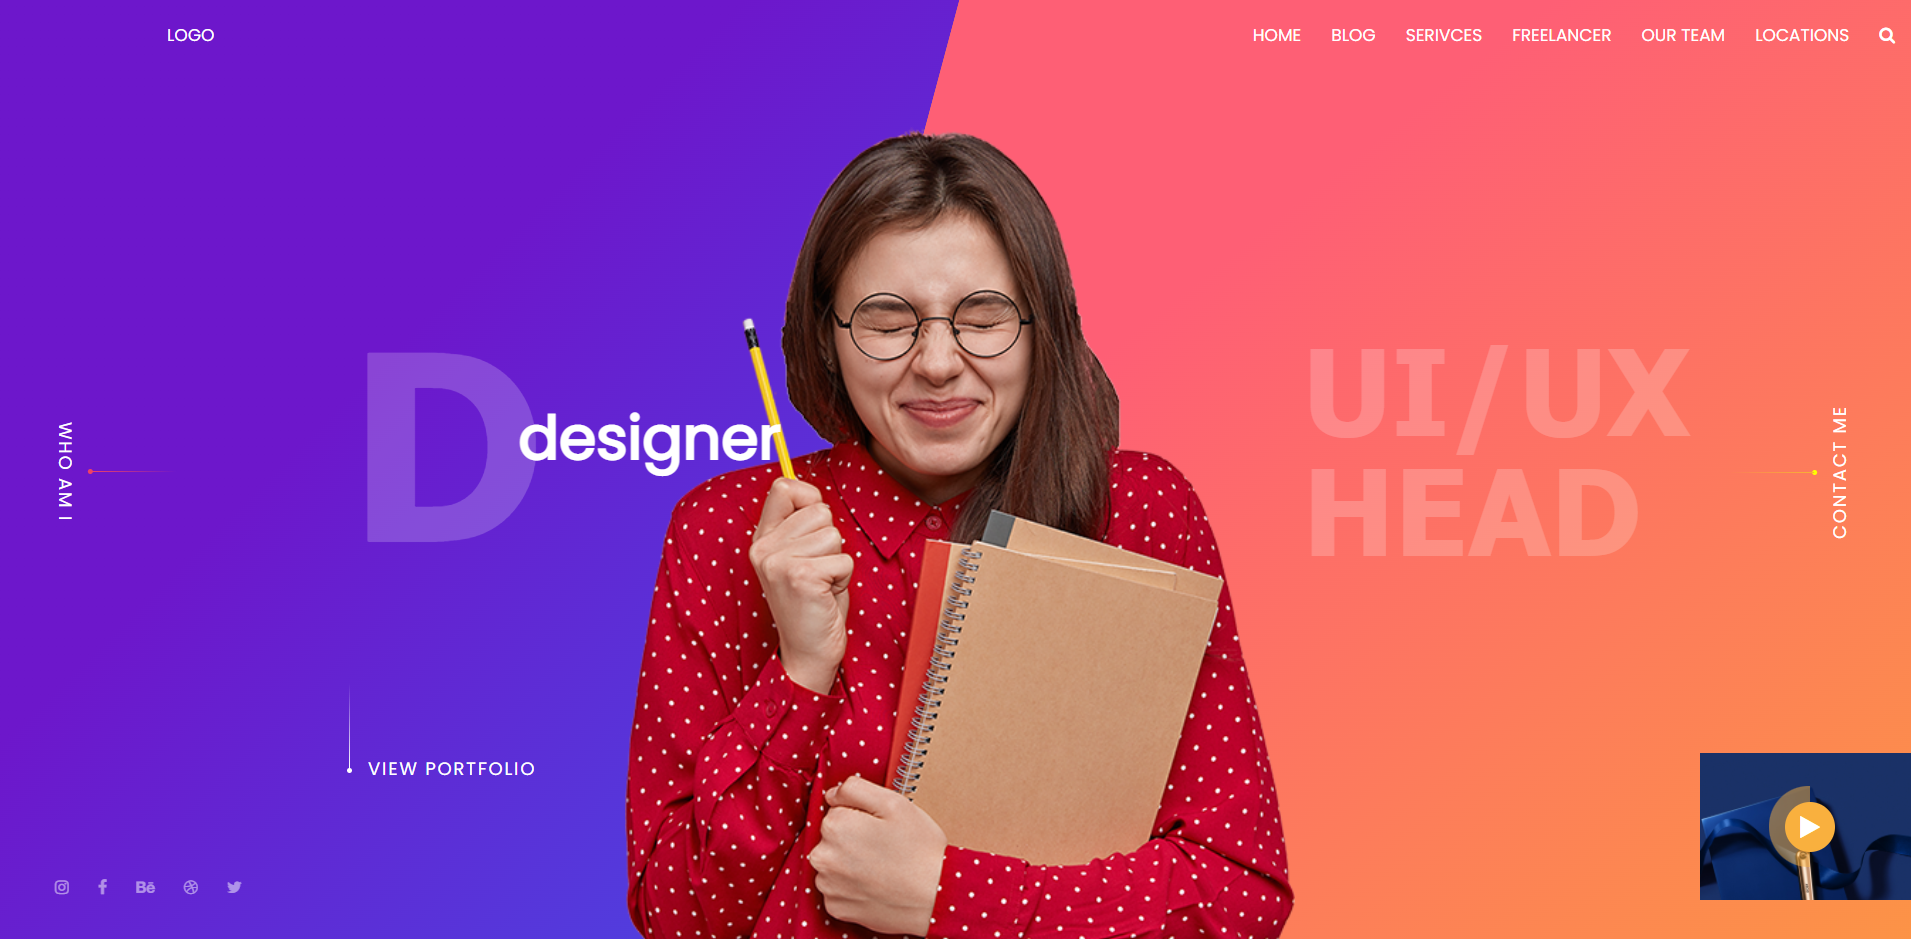 LOGO
HOME BLOG SERIVCES FREELANCER OUR TEAM LOCATIONS
WHO AM I
D
designer
UI/UX
HEAD
CONTACT ME
VIEW PORTFOLIO
Bē